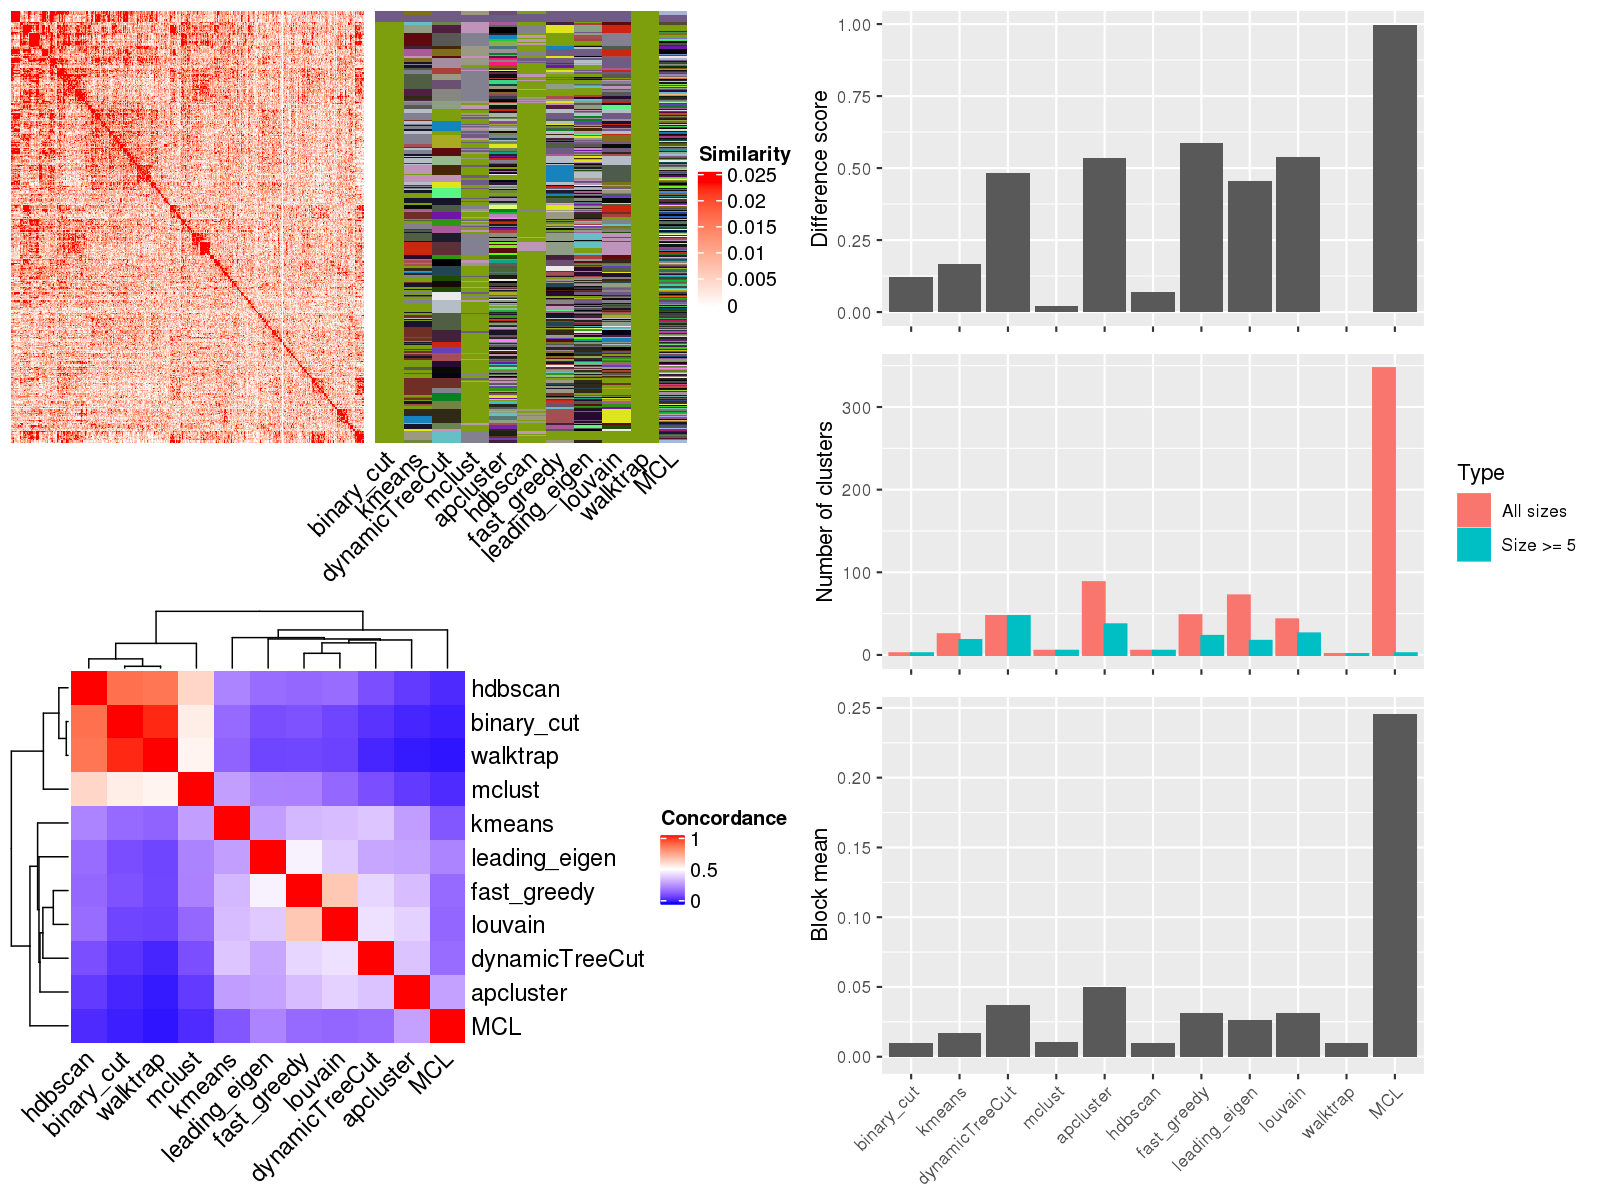 Similarity
0.025
0.02
0.015
0.01
0.005
0
binary_cut
kmeans
dynamicTreeCut
mclust
apcluster
hdbscan
fast_greedy
leading_eigen
louvain
walktrap
MCL
hdbscan
binary_cut
walktrap
mclust
kmeans
leading_eigen
fast_greedy
louvain
dynamicTreeCut
apcluster
MCL
hdbscan
binary_cut
walktrap
mclust
kmeans
leading_eigen
fast_greedy
louvain
dynamicTreeCut
apcluster
MCL
Concordance
1
0.5
0
Difference score
1.00
0.75
0.50
0.25
0.00
Number of clusters
300
200
100
0
Type
All sizes
Size >= 5
Block mean
0.25
0.20
0.15
0.10
0.05
0.00
binary_cut
kmeans
dynamicTreeCut
mclust
apcluster
hdbscan
fast_greedy
leading_eigen
louvain
walktrap
MCL